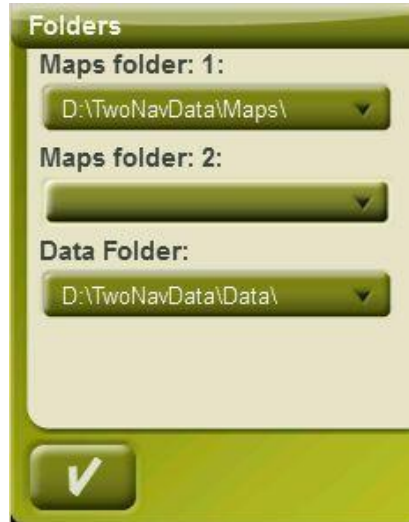 Folders
Maps folder: 1:
D:\TwoNavData\Maps\
Maps folder: 2:
Data Folder:
D:\TwoNavData\Data\